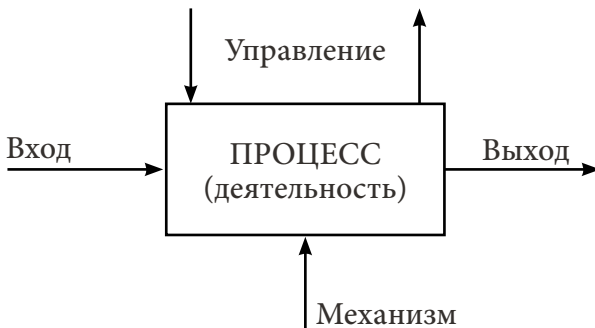 Управление
Вход
ПРОЦЕСС
(деятельность)
Выход
Механизм